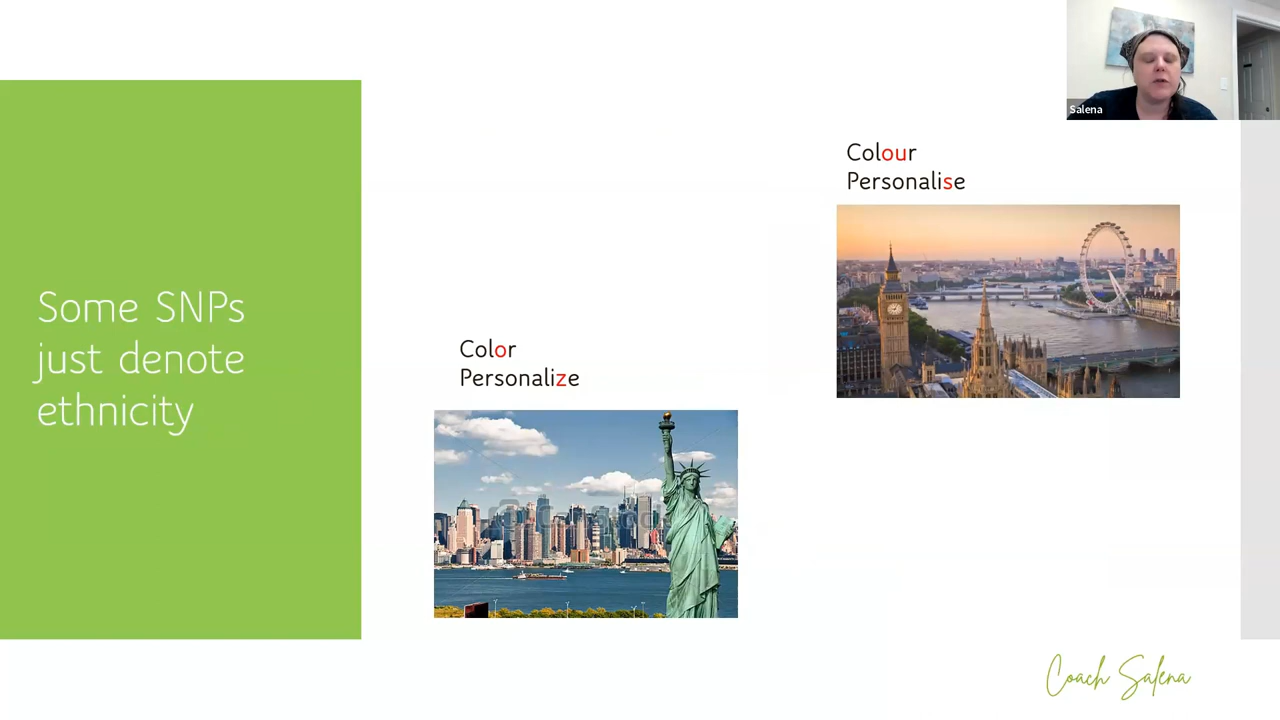 Salena
Colour
Personalise
Some SNPs
just denote
ethnicity
Color
Personalize
Coach Salena